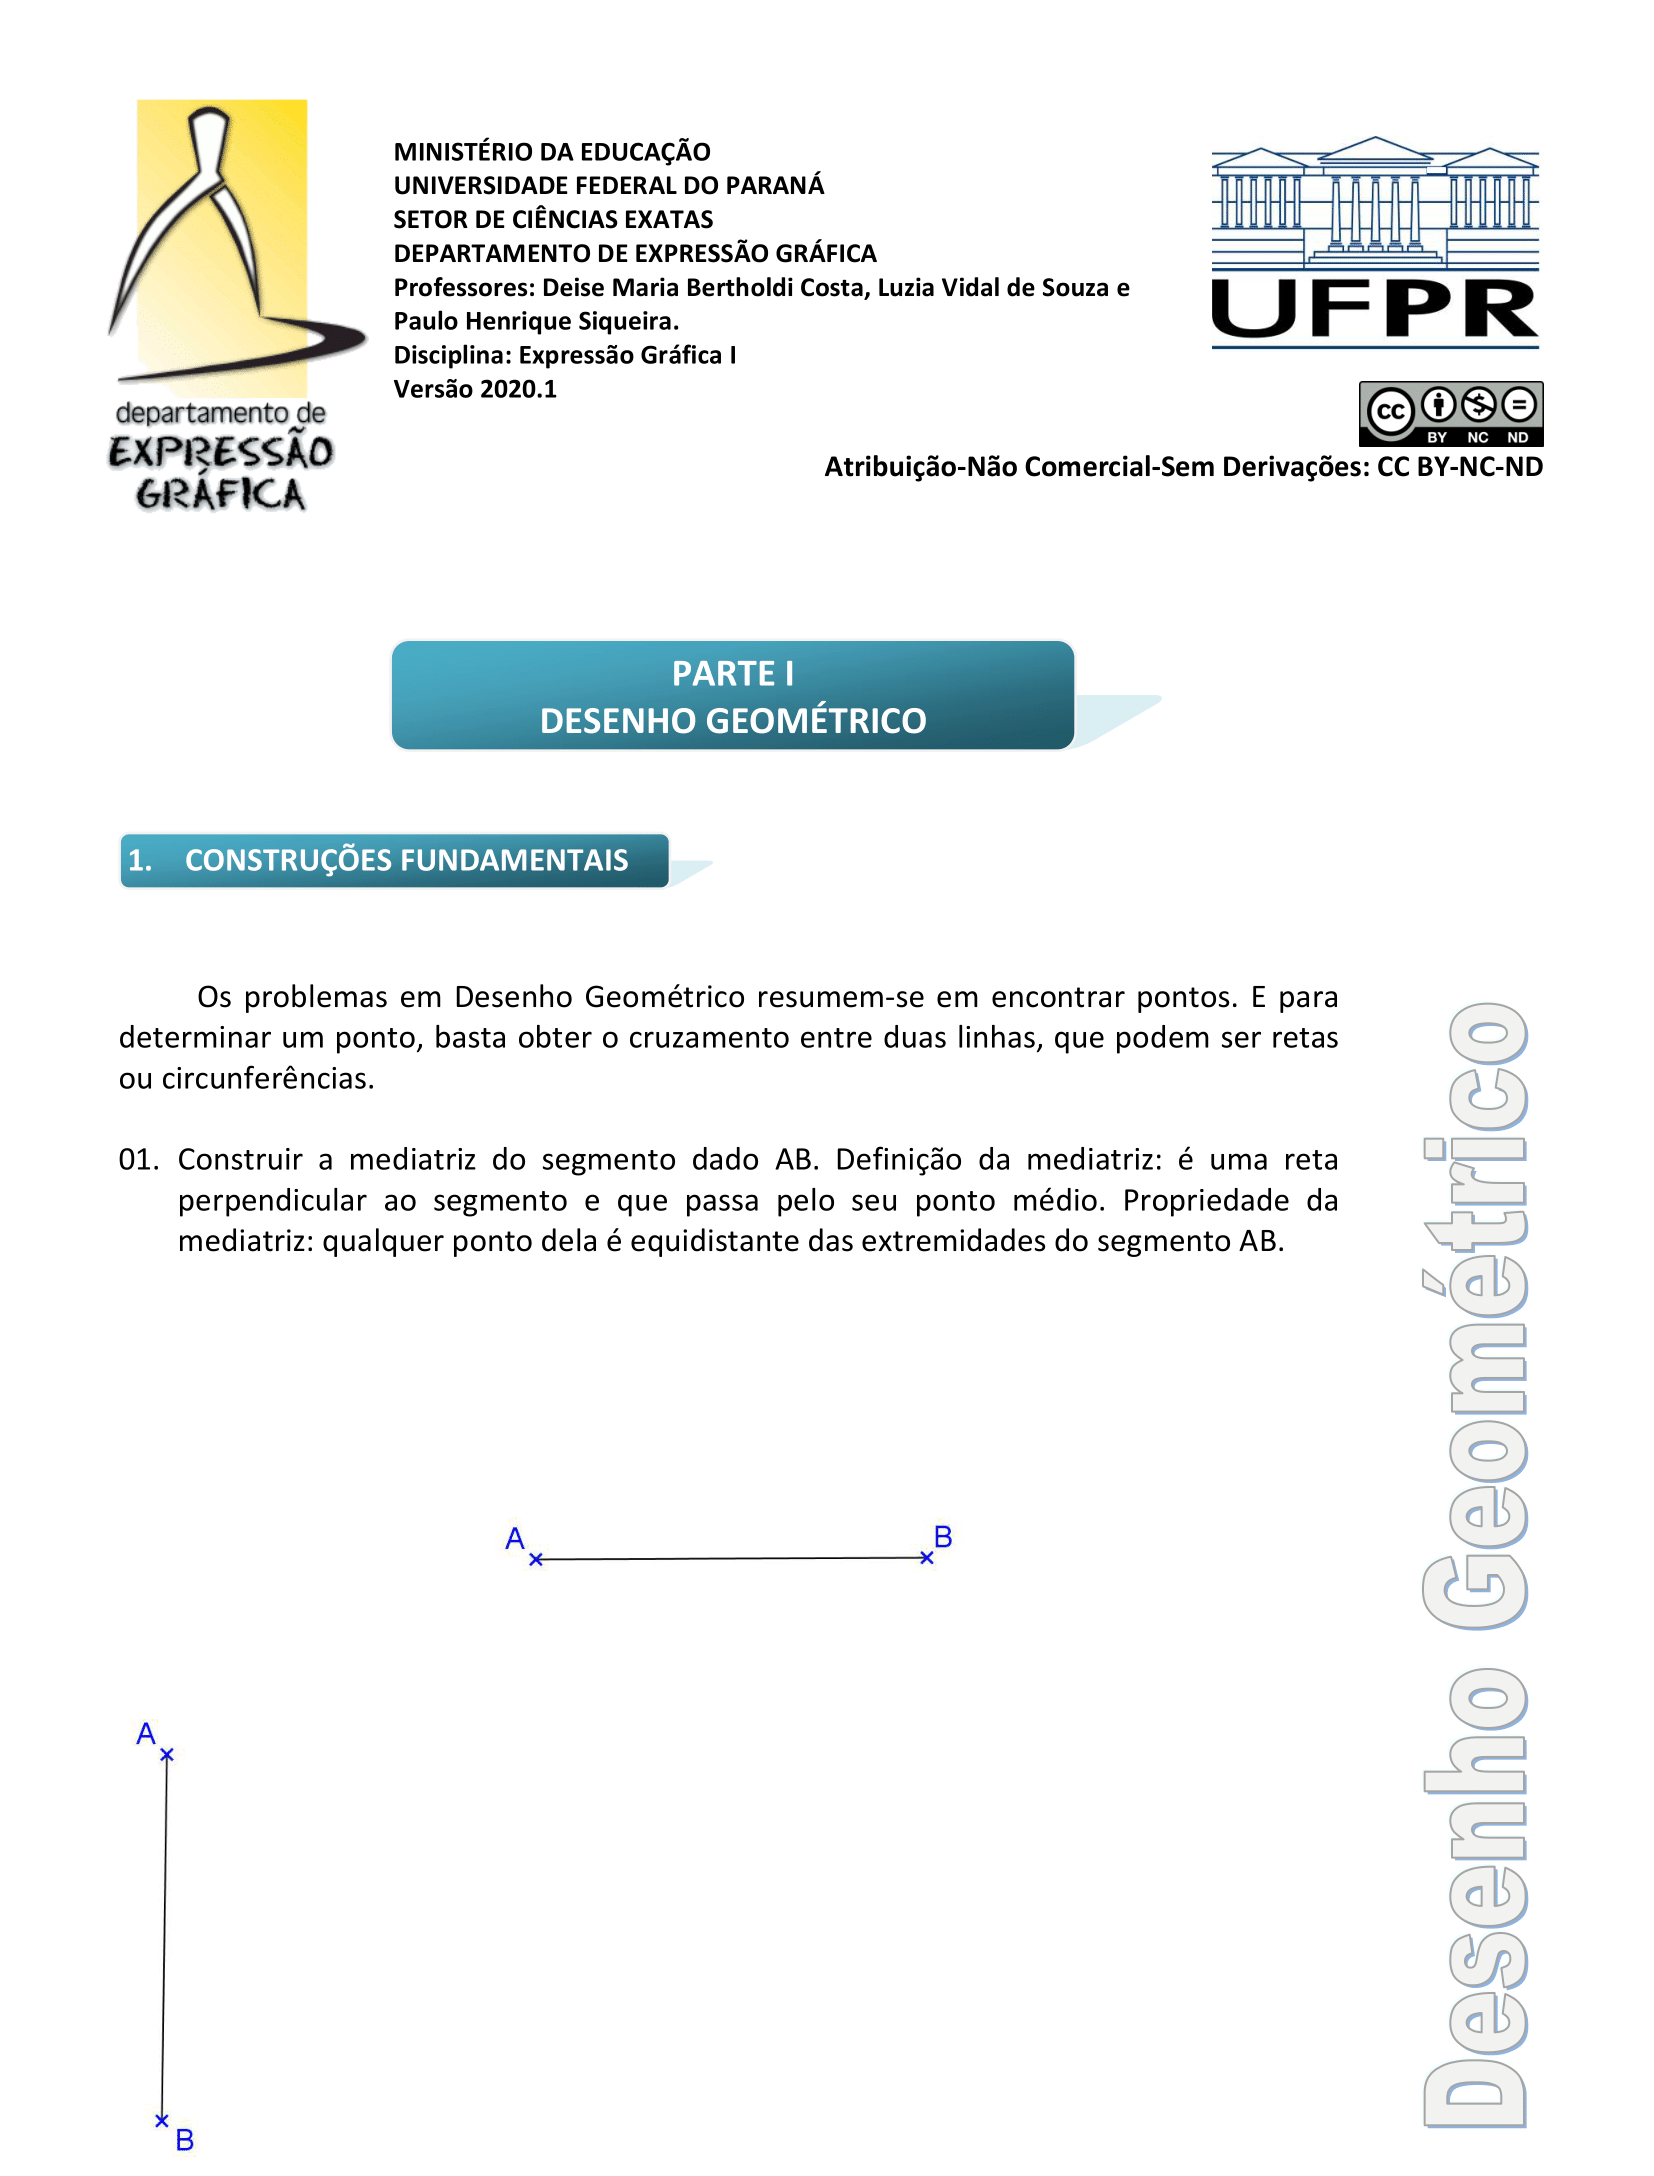 MINISTÉRIO DA EDUCAÇÃO
UNIVERSIDADE FEDERAL DO PARANÁ
SETOR DE CIÊNCIAS EXATAS
DEPARTAMENTO DE EXPRESSÃO GRÁFICA
Professores: Deise Maria Bertholdi Costa, Luzia Vidal de Souza e
Paulo Henrique Siqueira.
Disciplina: Expressão Gráfica I
Versão 2020.1
departamento de
EXPRESSÃO
GRÁFICA
UFPR
cc
BY NC ND
Atribuição-Não Comercial-Sem Derivações: CC BY-NC-ND
PARTE I
DESENHO GEOMÉTRICO
1. CONSTRUÇÕES FUNDAMENTAIS
Os problemas em Desenho Geométrico resumem-se em encontrar pontos. E para
determinar um ponto, basta obter o cruzamento entre duas linhas, que podem ser retas
ou circunferências.
01. Construir a mediatriz do segmento dado AB. Definição da mediatriz: é uma reta
perpendicular ao segmento e que passa pelo seu ponto médio. Propriedade da
mediatriz: qualquer ponto dela é equidistante das extremidades do segmento AB.
A B
A
B
Desenho Geométrico